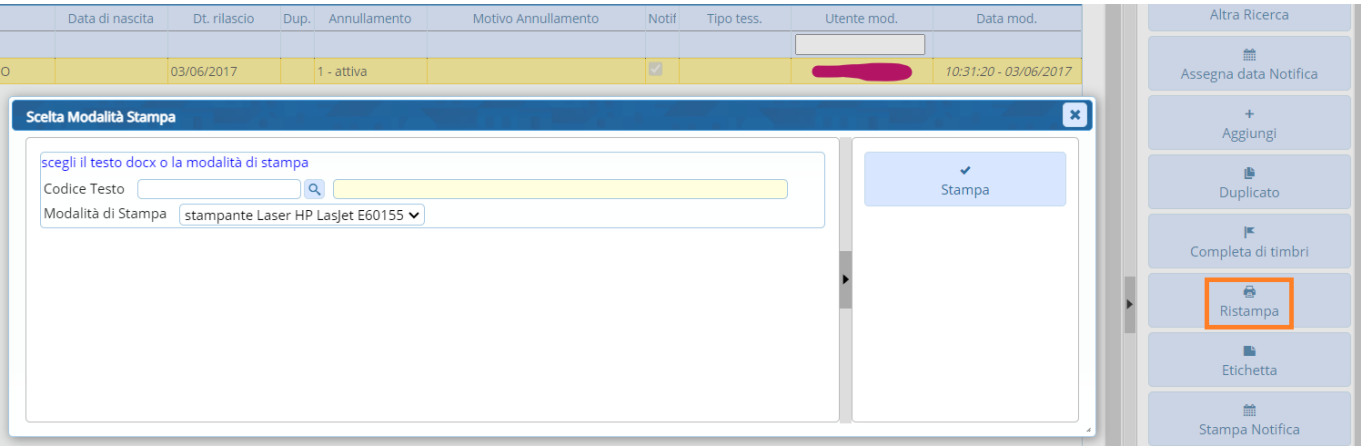 Data di nascita Dt. rilascio Dup. Annullamento Motivo Annullamento Notif Tipo tess. Utente mod. Data mod.
O 03/06/2017 1 - attiva 10:31:20 - 03/06/2017
Scelta Modalità Stampa
scegli il testo docx o la modalità di stampa
Codice Testo
Modalità di Stampa stampante Laser HP LasJet E60155
Stampa
Altra Ricerca
Assegna data Notifica
Aggiungi
Duplicato
Completa di timbri
Ristampa
Etichetta
Stampa Notifica